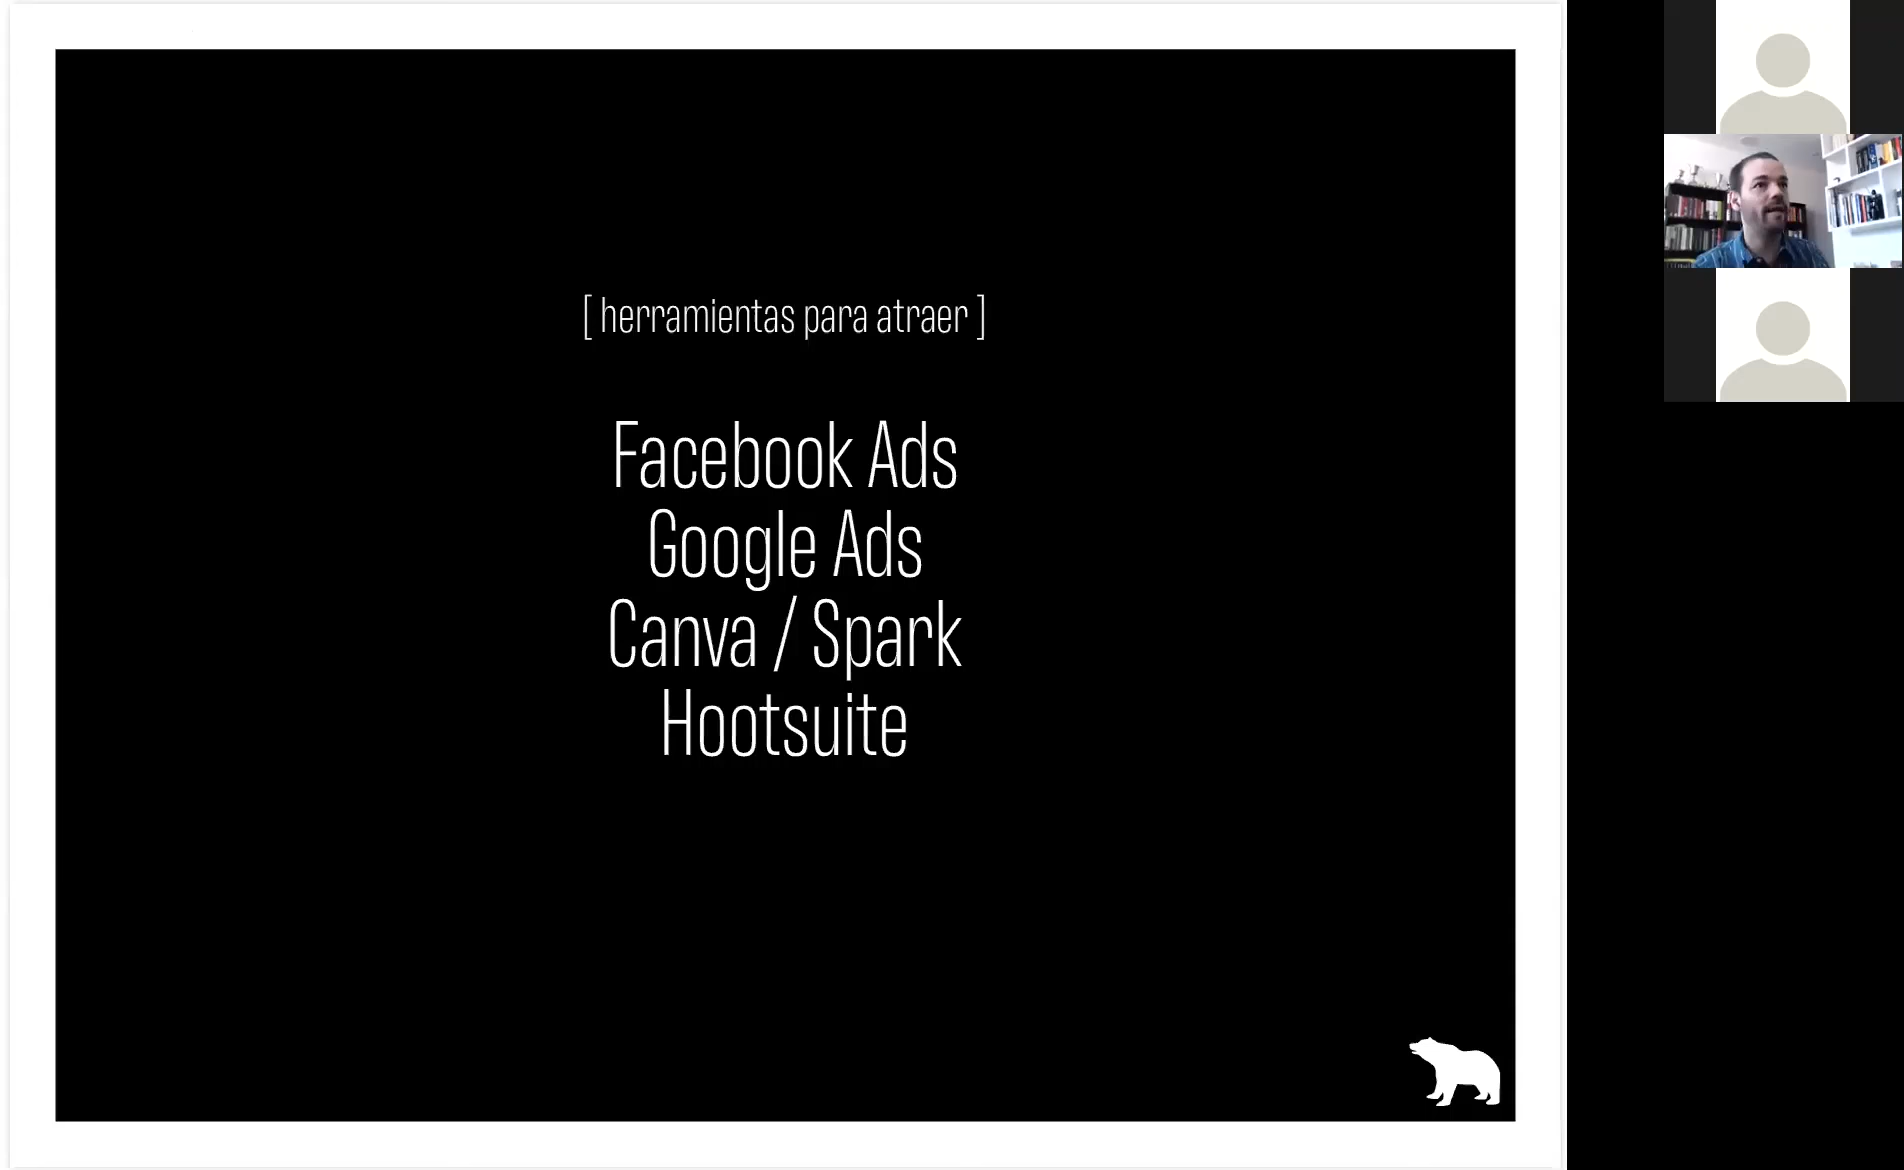 [ herramientas para atraer ]
Facebook Ads
Google Ads
Canva / Spark
Hootsuite